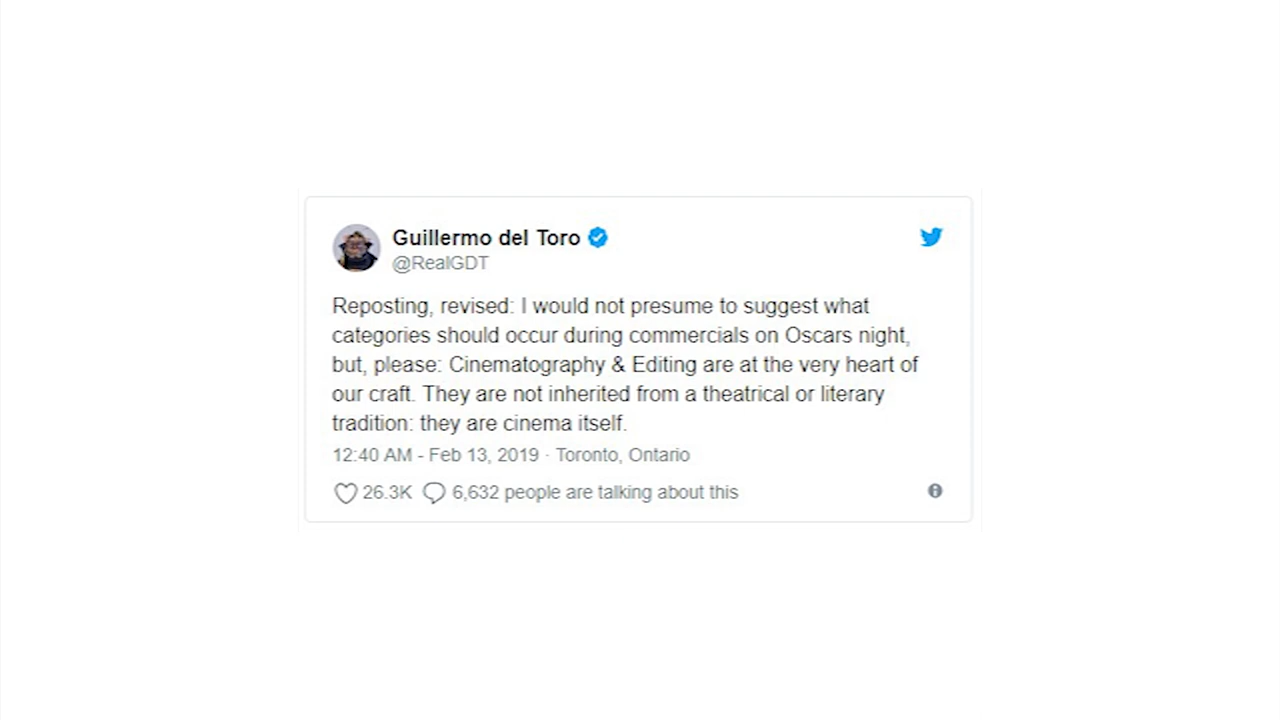 Guillermo del Toro
@RealGDT
Reposting, revised: I would not presume to suggest what
categories should occur during commercials on Oscars night,
but, please: Cinematography & Editing are at the very heart of
our craft. They are not inherited from a theatrical or literary
tradition: they are cinema itself.
12:40 AM - Feb 13, 2019 · Toronto, Ontario
26.3K 6,632 people are talking about this